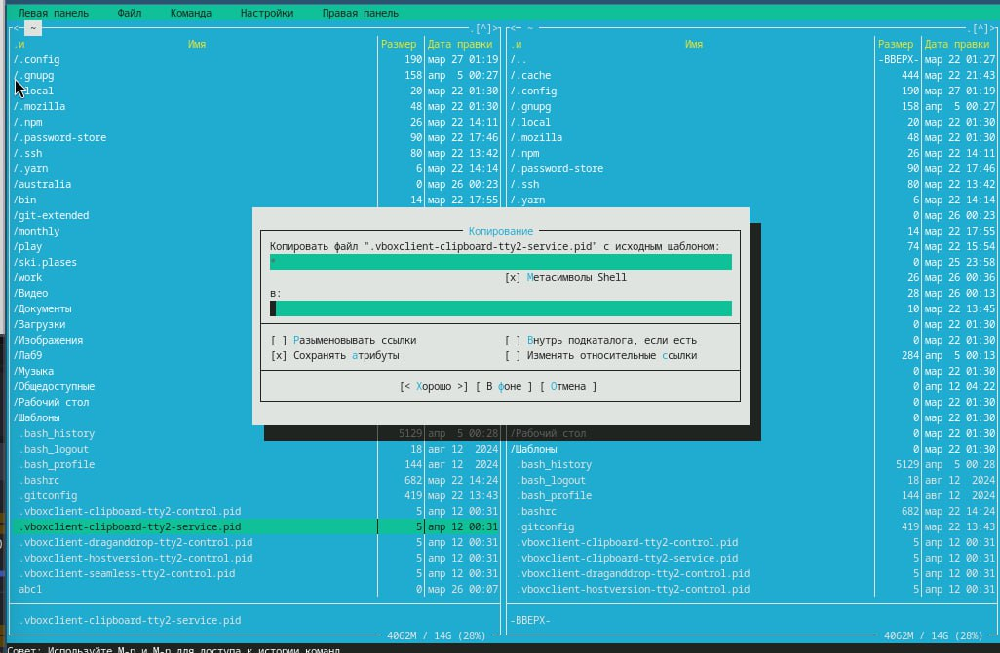 Левая панель Файл Команда Настройки Правая панель
<- ~ .[^]>
.и Имя Размер Дата правки
/.config 190 мар 27 01:19
/.gnupg 158 апр 5 00:27
local 20 мар 22 01:30
/.mozilla 48 мар 22 01:30
/.npm 26 мар 22 14:11
/.password-store 90 мар 22 17:46
/.ssh 80 мар 22 13:42
/.yarn 6 мар 22 14:14
/australia 0 мар 26 00:23
/bin 14 мар 22 17:55
/git-extended
/monthly
/play
/ski.plases
/work
/Видео
/Документы
/Загрузки
/Изображения
/Лаб9
/Музыка
/Общедоступные
/Рабочий стол
/Шаблоны
.bash_history 5129 апр 5 00:28
.bash_logout 18 авг 12 2024
.bash_profile 144 авг 12 2024
.bashrc 682 мар 22 14:24
.gitconfig 419 мар 22 13:43
.vboxclient-clipboard-tty2-control.pid 5 апр 12 00:31
.vboxclient-clipboard-tty2-service.pid 5 апр 12 00:31
.vboxclient-draganddrop-tty2-control.pid 5 апр 12 00:31
.vboxclient-hostversion-tty2-control.pid 5 апр 12 00:31
.vboxclient-seamless-tty2-control.pid 5 апр 12 00:31
abc1 0 мар 26 00:07
.vboxclient-clipboard-tty2-service.pid
4062M / 14G (28%)
Копирование
Копировать файл ".vboxclient-clipboard-tty2-service.pid" с исходным шаблоном:
*
[x] Метасимволы Shell
в:
[ ] Разыменовывать ссылки [ ] Внутрь подкаталога, если есть
[x] Сохранять атрибуты [ ] Изменять относительные ссылки
[< Хорошо >] [ В фоне ] [ Отмена ]
<- ~ .[^]>
.и Имя Размер Дата правки
/.. -ВВЕРХ- мар 22 01:27
/.cache 444 мар 22 21:43
/.config 190 мар 27 01:19
/.gnupg 158 апр 5 00:27
/.local 20 мар 22 01:30
/.mozilla 48 мар 22 01:30
/.npm 26 мар 22 14:11
/.password-store 90 мар 22 17:46
/.ssh 80 мар 22 13:42
/.yarn 6 мар 22 14:14
0 мар 26 00:23
14 мар 22 17:55
74 мар 22 15:54
0 мар 25 23:58
26 мар 26 00:36
28 мар 26 00:13
10 мар 22 13:45
0 мар 22 01:30
0 мар 22 01:30
284 апр 5 00:13
0 мар 22 01:30
0 апр 12 04:22
0 мар 22 01:30
0 мар 22 01:30
/Рабочий стол 0 мар 22 01:30
/Шаблоны 0 мар 22 01:30
.bash_history 5129 апр 5 00:28
.bash_logout 18 авг 12 2024
.bash_profile 144 авг 12 2024
.bashrc 682 мар 22 14:24
.gitconfig 419 мар 22 13:43
.vboxclient-clipboard-tty2-control.pid 5 апр 12 00:31
.vboxclient-clipboard-tty2-service.pid 5 апр 12 00:31
.vboxclient-draganddrop-tty2-control.pid 5 апр 12 00:31
.vboxclient-hostversion-tty2-control.pid 5 апр 12 00:31
-ВВЕРХ-
4062M / 14G (28%)
Совет: Используйте M-p и M-n для доступа к истории команд